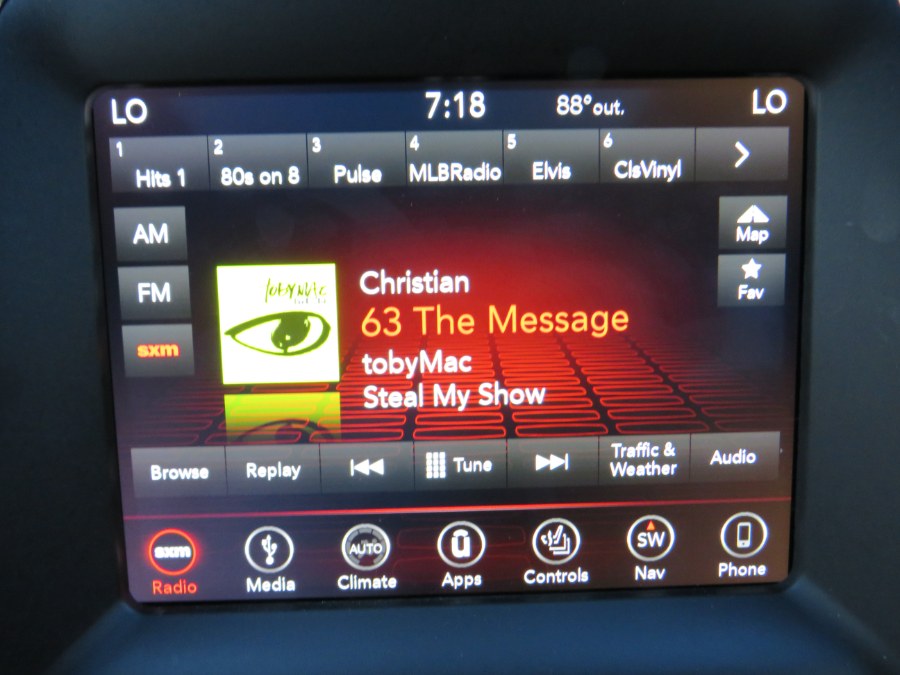 LO 7:18 88°out. LO
1 Hits 1 2 80s on 8 3 Pulse 4 MLBRadio 5 Elvis 6 ClsVinyl
AM
Map
FM
Fav
sxm
tobyMac
Christian
63 The Message
tobyMac
Steal My Show
Browse Replay Tune Traffic & Weather Audio
sxm AUTO SW
Radio Media Climate Apps Controls Nav Phone